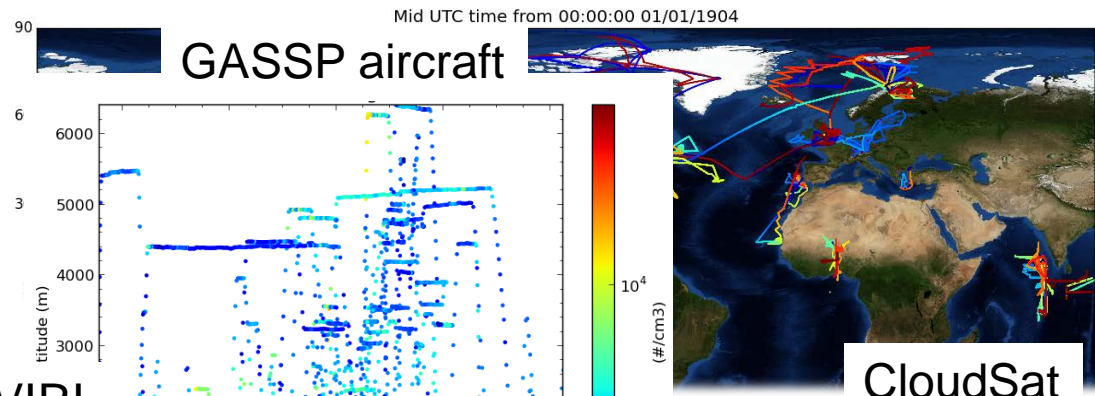 Mid UTC time from 00:00:00 01/01/1904
90
GASSP aircraft
6
6000
3
5000
10⁴
4000
(#/cm3)
titude (m)
3000
CloudSat